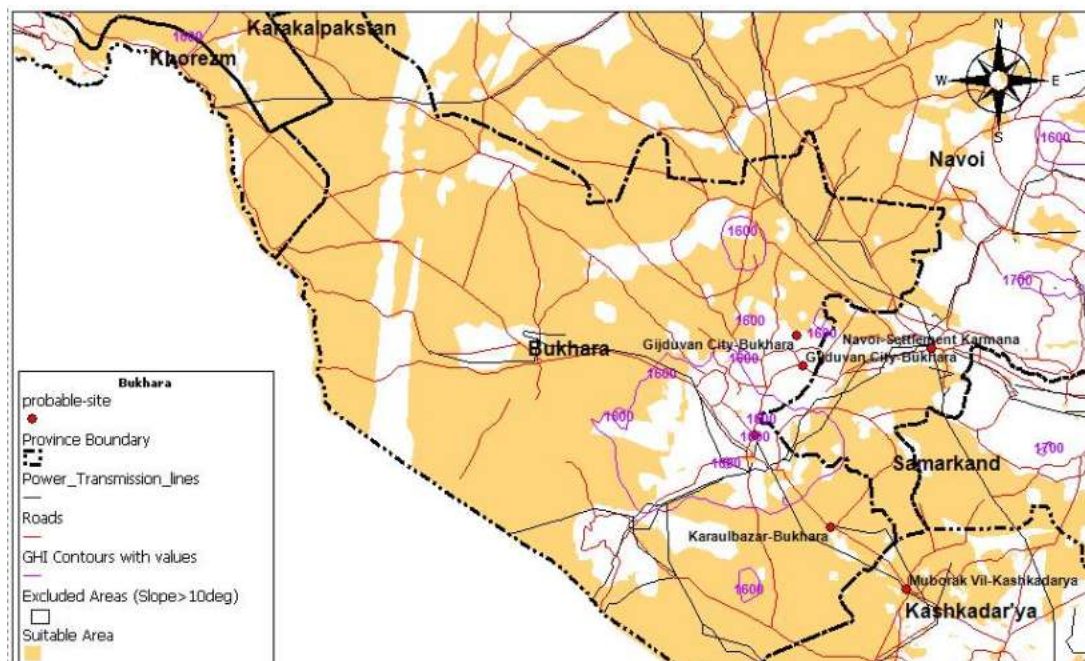 Karakalpakstan
1600
Khorezm
N
W
E
S
1600
Navoi
1600
1700
1600
1600
Gijduvan City-Bukhara
Navoi-Settlement Karmana
Bukhara
1600
Gijduvan City-Bukhara
1600
1600
1600
1600
1600
1700
Samarkand
Karaulbazar-Bukhara
Muborak Vil-Kashkadarya
1600
Kashkadar'ya
Bukhara
probable-site
Province Boundary
Power_Transmission_lines
Roads
GHI Contours with values
Excluded Areas (Slope>10deg)
Suitable Area